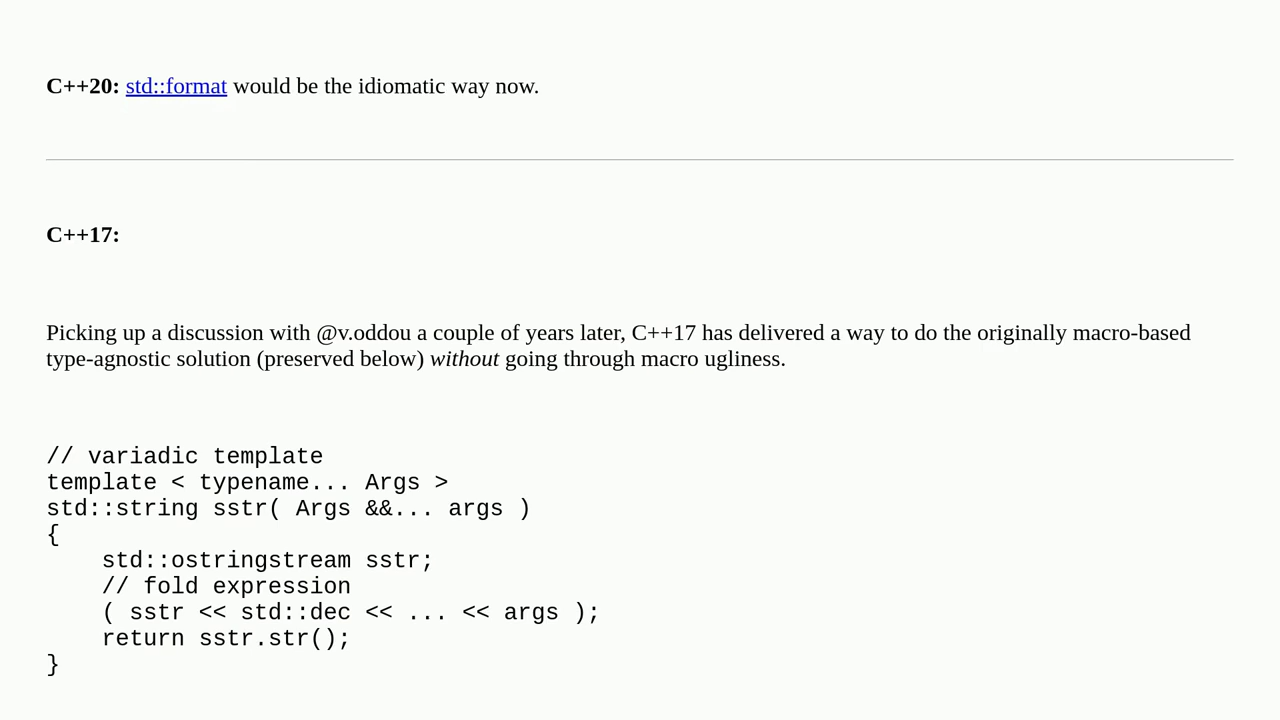 C++20: std::format would be the idiomatic way now.
C++17:
Picking up a discussion with @v.oddou a couple of years later, C++17 has delivered a way to do the originally macro-based
type-agnostic solution (preserved below) without going through macro ugliness.
// variadic template
template < typename... Args >
std::string sstr( Args &&... args )
{
    std::ostringstream sstr;
    // fold expression
    ( sstr << std::dec << ... << args );
    return sstr.str();
}